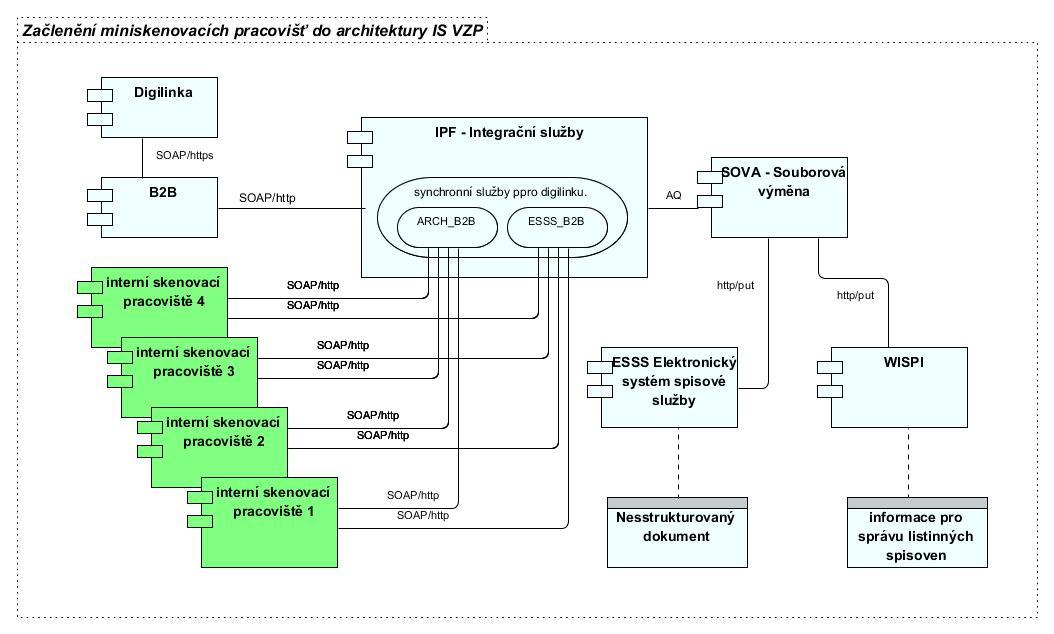 Začlenění miniskenovacích pracovišť do architektury IS VZP
Digilinka
SOAP/https
B2B
SOAP/http
IPF - Integrační služby
synchronní služby ppro digilinku.
ARCH_B2B
ESSS_B2B
AQ
SOVA - Souborová
výměna
http/put
http/put
interní skenovací
pracoviště 4
SOAP/http
SOAP/http
interní skenovací
pracoviště 3
SOAP/http
SOAP/http
interní skenovací
pracoviště 2
SOAP/http
SOAP/http
interní skenovací
pracoviště 1
SOAP/http
SOAP/http
ESSS Elektronický
systém spisové
služby
WISPI
Nesstrukturovaný
dokument
informace pro
správu listinných
spisoven